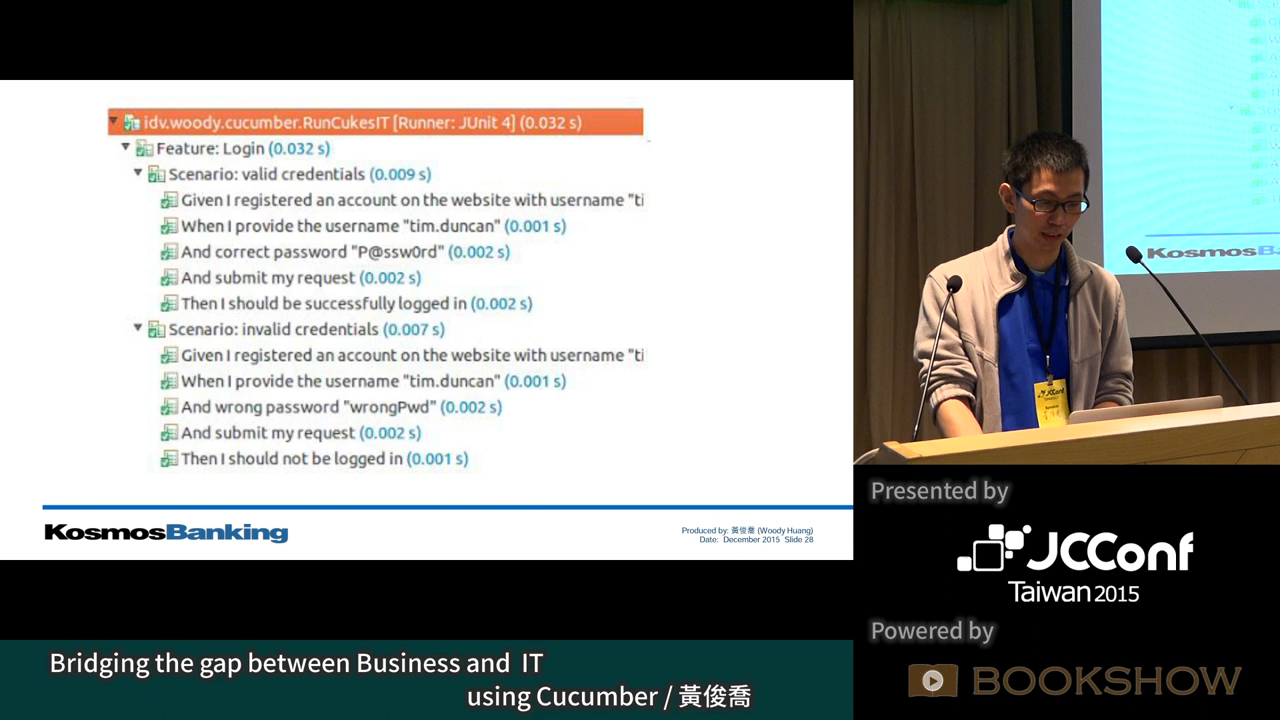 idv.woody.cucumber.RunCukesIT [Runner: JUnit 4] (0.032 s)
Feature: Login (0.032 s)
Scenario: valid credentials (0.009 s)
Given I registered an account on the website with username "ti
When I provide the username "tim.duncan" (0.001 s)
And correct password "P@ssw0rd" (0.002 s)
And submit my request (0.002 s)
Then I should be successfully logged in (0.002 s)
Scenario: invalid credentials (0.007 s)
Given I registered an account on the website with username "ti
When I provide the username "tim.duncan" (0.001 s)
And wrong password "wrongPwd" (0.002 s)
And submit my request (0.002 s)
Then I should not be logged in (0.001 s)
KosmosBanking
Produced by: 黃俊喬 (Woody Huang)
Date: December 2015 Slide 28
KosmosBa
JCConf
Presented by
JCConf
Taiwan 2015
Powered by
BOOKSHOW
Bridging the gap between Business and IT
using Cucumber / 黃俊喬